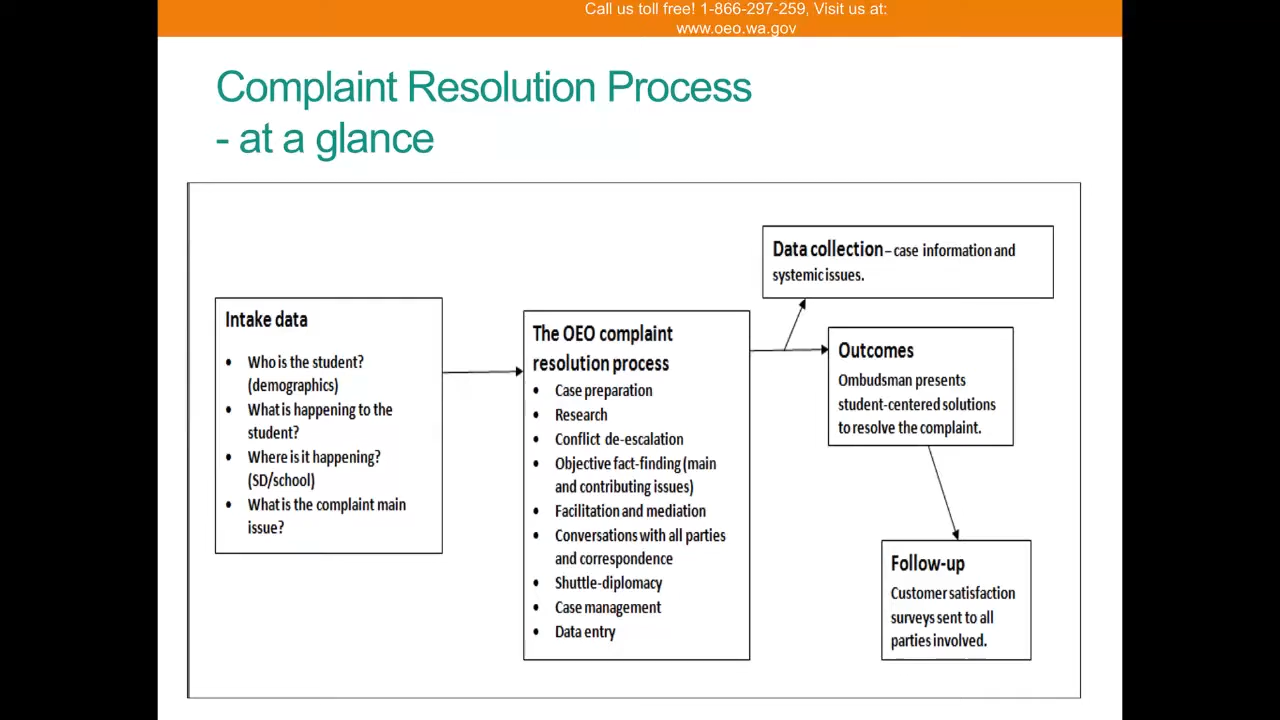 Call us toll free! 1-866-297-259, Visit us at:
www.oeo.wa.gov
Complaint Resolution Process
- at a glance
Intake data
• Who is the student?
(demographics)
• What is happening to the
student?
• Where is it happening?
(SD/school)
• What is the complaint main
issue?
The OEO complaint
resolution process
• Case preparation
• Research
• Conflict de-escalation
• Objective fact-finding (main
and contributing issues)
• Facilitation and mediation
• Conversations with all parties
and correspondence
• Shuttle-diplomacy
• Case management
• Data entry
Data collection – case information and
systemic issues.
Outcomes
Ombudsman presents
student-centered solutions
to resolve the complaint.
Follow-up
Customer satisfaction
surveys sent to all
parties involved.